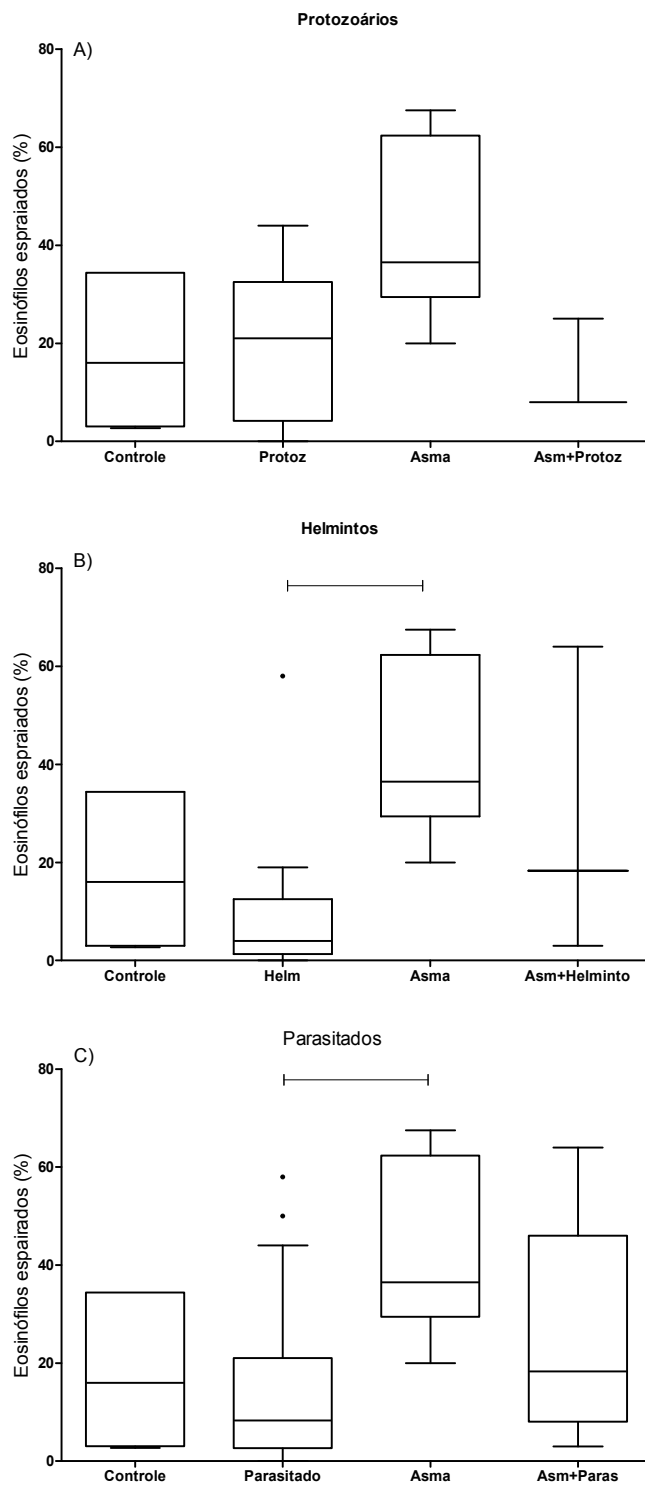 Protozoários
A)
80
60
40
20
0
Eosinófilos espraiados (%)
Controle Protoz Asma Asm+Protoz
Helmintos
B)
80
60
40
20
0
Eosinófilos espraiados (%)
Controle Helm Asma Asm+Helminto
Parasitados
C)
80
60
40
20
0
Eosinófilos espairados (%)
Controle Parasitado Asma Asm+Paras